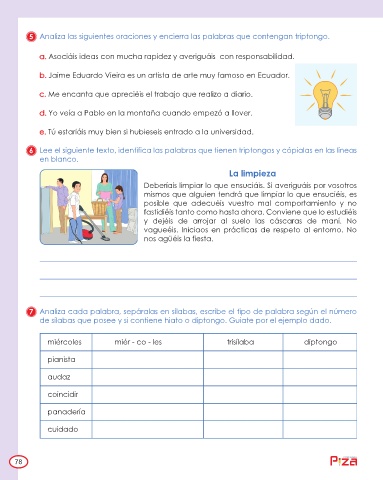 5 Analiza las siguientes oraciones y encierra las palabras que contengan triptongo.
a. Asociáis ideas con mucha rapidez y averiguáis con responsabilidad.
b. Jaime Eduardo Vieira es un artista de arte muy famoso en Ecuador.
c. Me encanta que apreciéis el trabajo que realizo a diario.
d. Yo veía a Pablo en la montaña cuando empezó a llover.
e. Tú estariáis muy bien si hubieseis entrado a la universidad.
6 Lee el siguiente texto, identifica las palabras que tienen triptongos y cópialas en las líneas
en blanco.
La limpieza
Deberíais limpiar lo que ensuciáis. Si averiguáis por vosotros
mismos que alguien tendrá que limpiar lo que ensuciéis, es
posible que adecuéis vuestro mal comportamiento y no
fastidiéis tanto como hasta ahora. Conviene que lo estudiéis
y dejéis de arrojar al suelo las cáscaras de maní. No
vagueéis. Iniciaos en prácticas de respeto al entorno. No
nos agüéis la fiesta.
7 Analiza cada palabra, sepáralas en sílabas, escribe el tipo de palabra según el número
de sílabas que posee y si contiene hiato o diptongo. Guíate por el ejemplo dado.
miércoles miér - co - les trisílaba diptongo
pianista
audaz
coincidir
panadería
cuidado
78
Piza